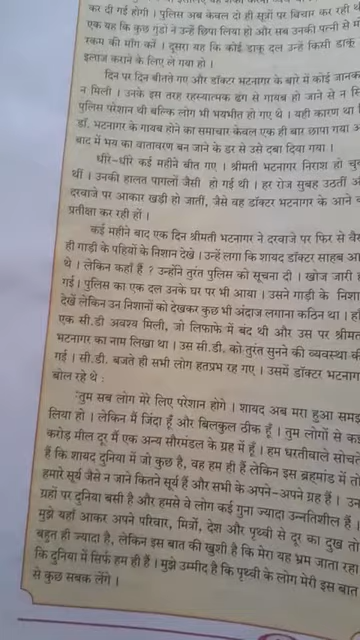 कर दी गई होगी । पुलिस अब केवल दो ही सूत्रों पर विचार कर रही थी
एक यह कि कुछ गुंडों ने उन्हें छिपा लिया हो और सब उनकी पत्नी से मो
रकम की माँग करें । दूसरा यह कि कोई डाकू दल उन्हें किसी डाकू
इलाज कराने के लिए ले गया हो ।
दिन पर दिन बीतते गए और डॉक्टर भटनागर के बारे में कोई जानक
न मिली । उनके इस तरह रहस्यात्मक ढंग से गायब हो जाने से न सि
पुलिस परेशान थी बल्कि लोग भी भयभीत हो गए थे । यही कारण था
डॉ. भटनागर के गायब होने का समाचार केवल एक ही बार छापा गया
बाद में भय का वातावरण बन जाने के डर से उसे दबा दिया गया ।
धीरे-धीरे कई महीने बीत गए । श्रीमती भटनागर निराश हो चु
थीं । उनकी हालत पागलों जैसी हो गई थी । हर रोज सुबह उठतीं
दरवाजे पर आकर खड़ी हो जाती, जैसे वह डॉक्टर भटनागर के आने
प्रतीक्षा कर रही हों ।
कई महीने बाद एक दिन श्रीमती भटनागर ने दरवाजे पर फिर से वै
ही गाड़ी के पहियों के निशान देखे । उन्हें लगा कि शायद डॉक्टर साहब आ
थे । लेकिन कहाँ हैं ? उन्होंने तुरंत पुलिस को सूचना दी । खोज जारी
गई। पुलिस का एक दल उनके घर पर भी आया । उसने गाड़ी के निश
देखे लेकिन उन निशानों को देखकर कुछ भी अंदाज लगाना कठिन था ।
एक सी.डी अवश्य मिली, जो लिफाफे में बंद थी और उस पर श्रीम
भटनागर का नाम लिखा था । उस सी.डी. को तुरंत सुनने की व्यवस्था की
गई । सी.डी. बजते ही सभी लोग हतप्रभ रह गए । उसमें डॉक्टर भटनाग
बोल रहे थे :
"तुम सब लोग मेरे लिए परेशान होगे । शायद अब मरा हुआ समझ
लिया हो । लेकिन मैं जिंदा हूँ और बिलकुल ठीक हूँ । तुम लोगों से क
करोड़ मील दूर मैं एक अन्य सौरमंडल के ग्रह में हूँ । हम धरतीवाले सोचते
हैं कि शायद दुनिया में जो कुछ है, वह हम ही हैं लेकिन इस ब्रहमांड में तो
हमारे सूर्य जैसे न जाने कितने सूर्य हैं और सभी के अपने-अपने ग्रह हैं । उन
ग्रहों पर दुनिया बसी है और हमसे वे लोग कई गुना ज्यादा उन्नतिशील हैं ।
मुझे यहाँ आकर अपने परिवार, मित्रों, देश और पृथ्वी से दूर का दुख तो
बहुत ही ज्यादा है, लेकिन इस बात की खुशी है कि मेरा यह भ्रम जाता रहा
कि दुनिया में सिर्फ हम ही हैं । मुझे उम्मीद है कि पृथ्वी के लोग मेरी इस बात
से कुछ सबक लेंगे ।